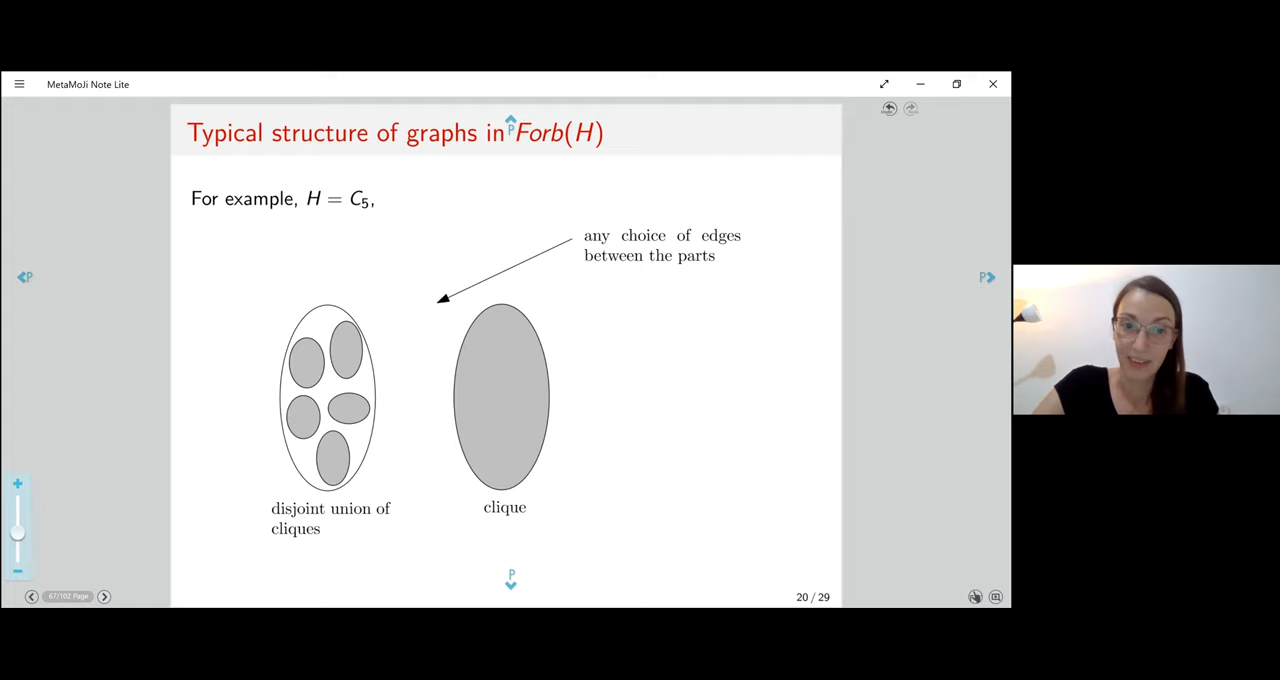 MetaMoJi Note Lite
Typical structure of graphs in Forb(H)
P
For example, H = C₅,
any choice of edges
between the parts
P
P
disjoint union of
cliques
clique
P
67/102 Page
20 / 29